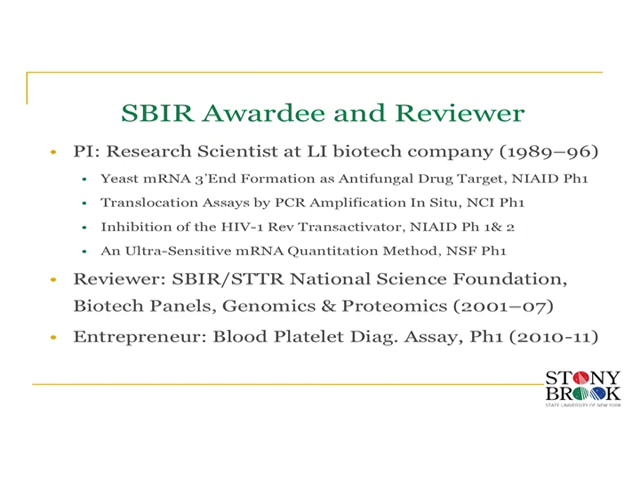 SBIR Awardee and Reviewer
• PI: Research Scientist at LI biotech company (1989–96)
• Yeast mRNA 3'End Formation as Antifungal Drug Target, NIAID Ph1
• Translocation Assays by PCR Amplification In Situ, NCI Ph1
• Inhibition of the HIV-1 Rev Transactivator, NIAID Ph 1& 2
• An Ultra-Sensitive mRNA Quantitation Method, NSF Ph1
• Reviewer: SBIR/STTR National Science Foundation,
Biotech Panels, Genomics & Proteomics (2001–07)
• Entrepreneur: Blood Platelet Diag. Assay, Ph1 (2010-11)
STONY
BROOK
STATE UNIVERSITY OF NEW YORK